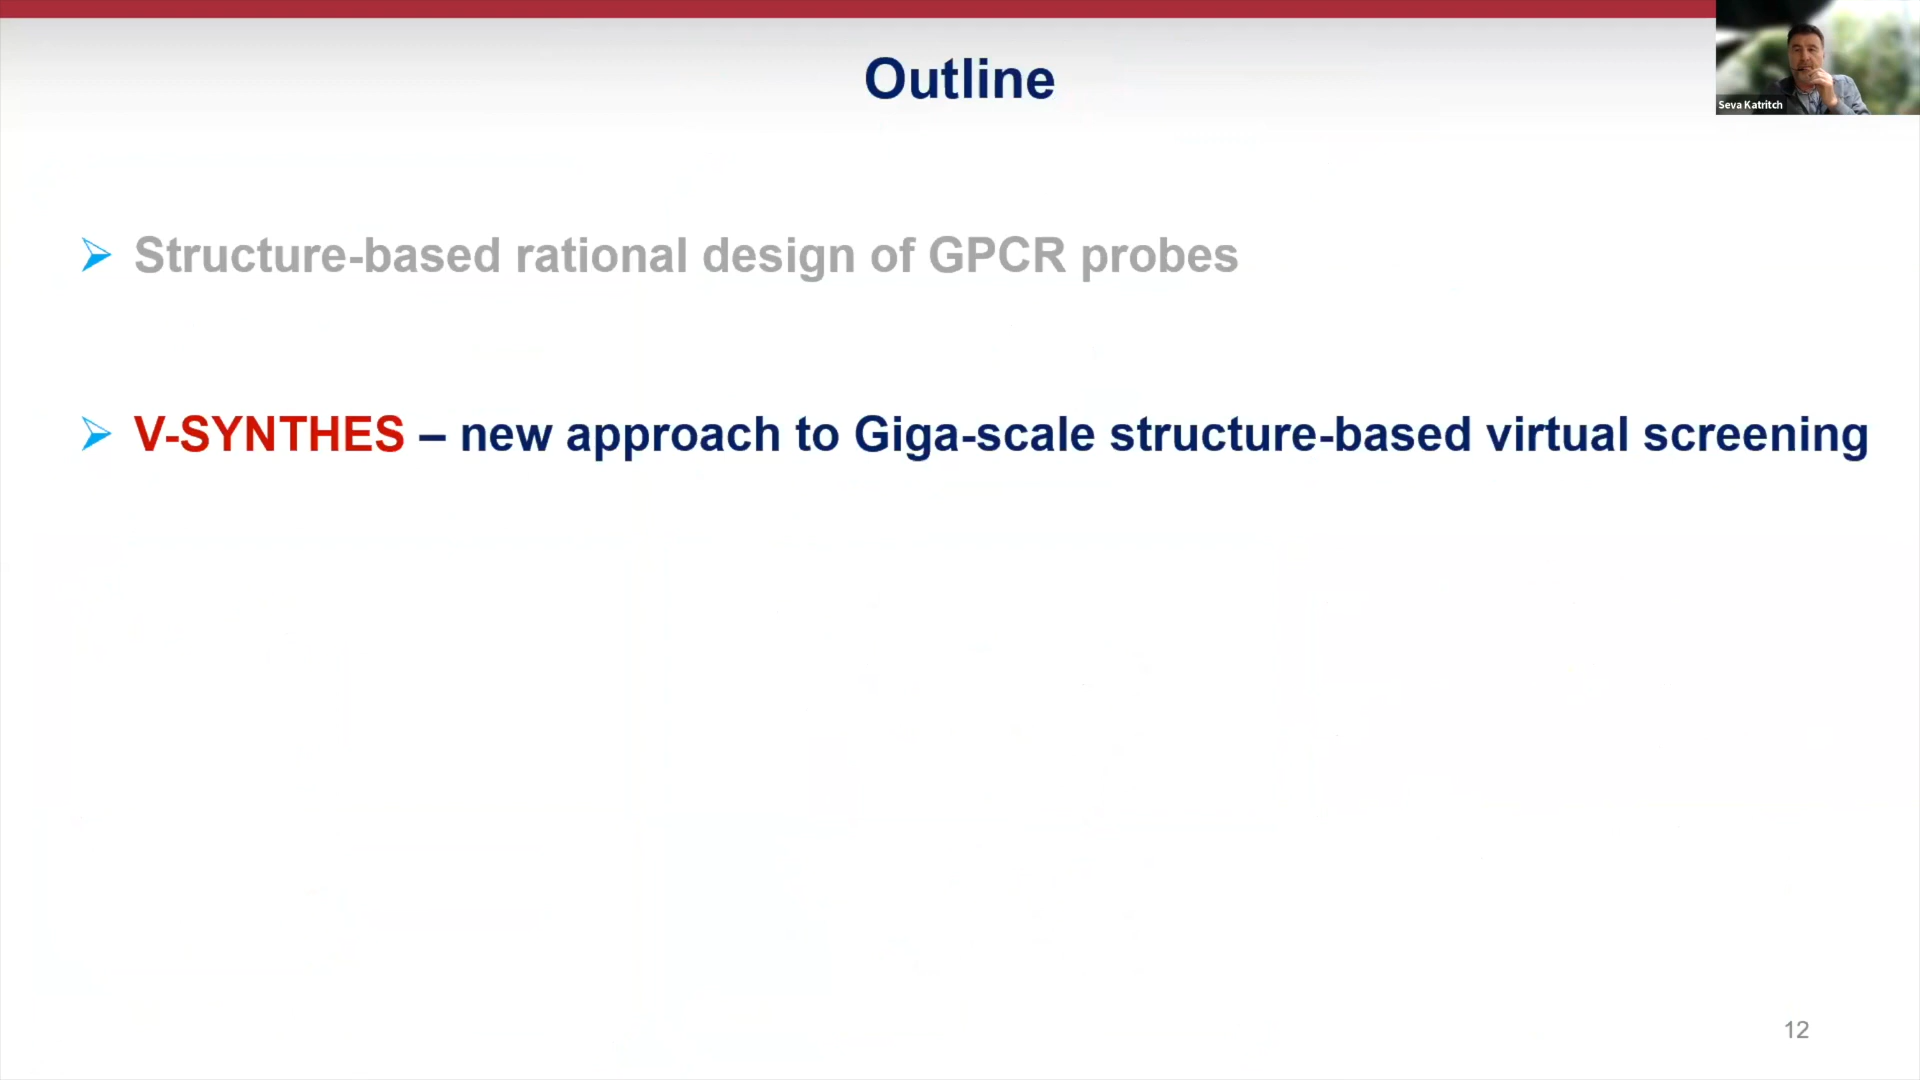 Outline
Seva Katritch
Structure-based rational design of GPCR probes
V-SYNTHES – new approach to Giga-scale structure-based virtual screening
12